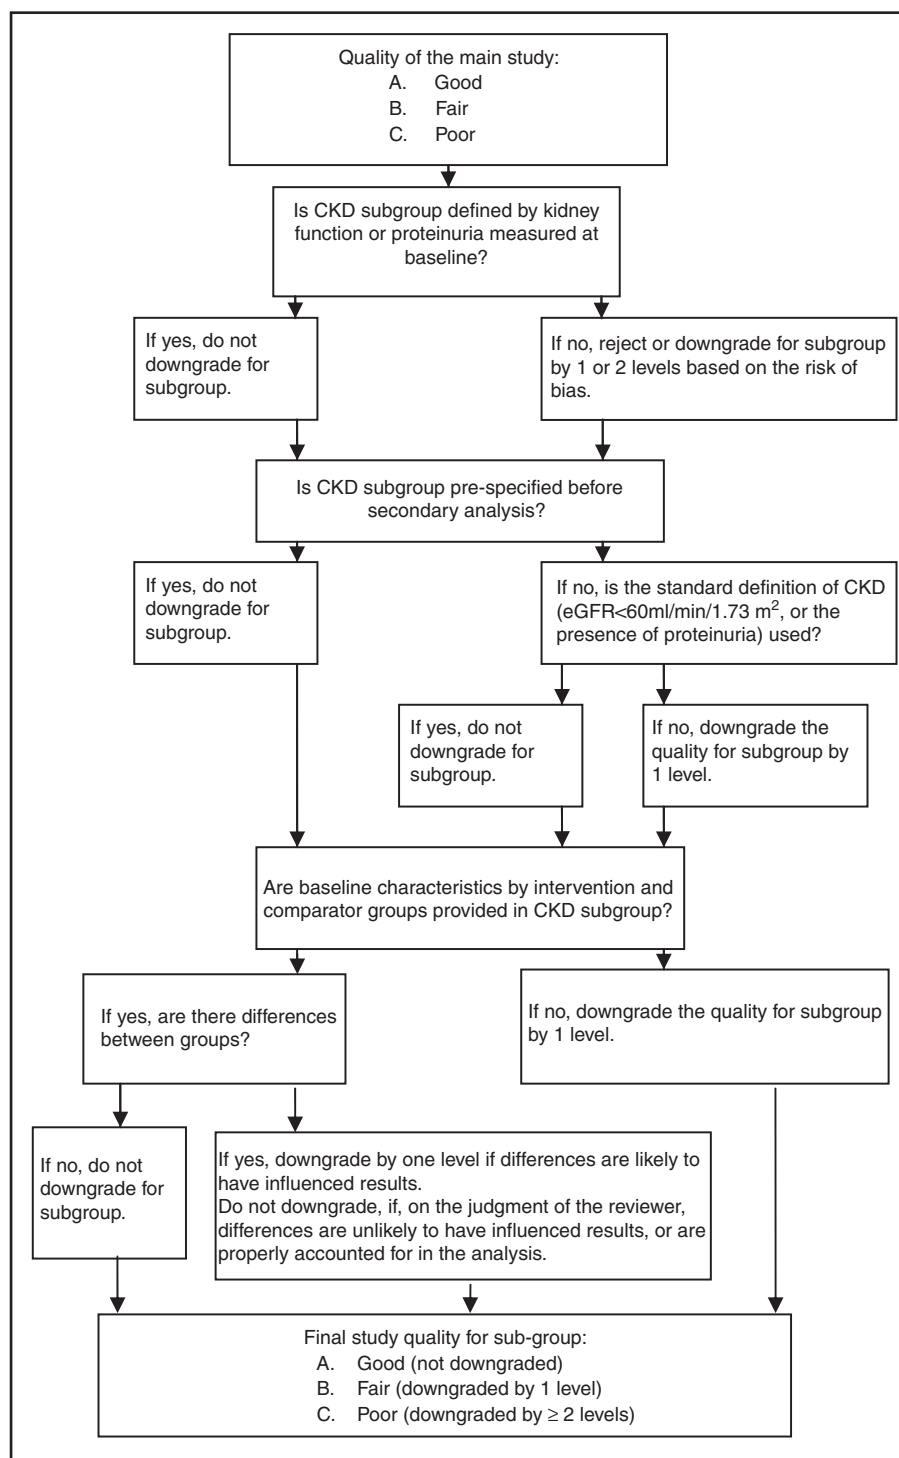 Quality of the main study:
A. Good
B. Fair
C. Poor
Is CKD subgroup defined by kidney
function or proteinuria measured at
baseline?
If yes, do not
downgrade for
subgroup.
If no, reject or downgrade for subgroup
by 1 or 2 levels based on the risk of
bias.
Is CKD subgroup pre-specified before
secondary analysis?
If yes, do not
downgrade for
subgroup.
If no, is the standard definition of CKD
(eGFR<60ml/min/1.73 m², or the
presence of proteinuria) used?
If yes, do not
downgrade for
subgroup.
If no, downgrade the
quality for subgroup by
1 level.
Are baseline characteristics by intervention and
comparator groups provided in CKD subgroup?
If yes, are there differences
between groups?
If no, downgrade the quality for subgroup
by 1 level.
If no, do not
downgrade for
subgroup.
If yes, downgrade by one level if differences are likely to
have influenced results.
Do not downgrade, if, on the judgment of the reviewer,
differences are unlikely to have influenced results, or are
properly accounted for in the analysis.
Final study quality for sub-group:
A. Good (not downgraded)
B. Fair (downgraded by 1 level)
C. Poor (downgraded by ≥ 2 levels)